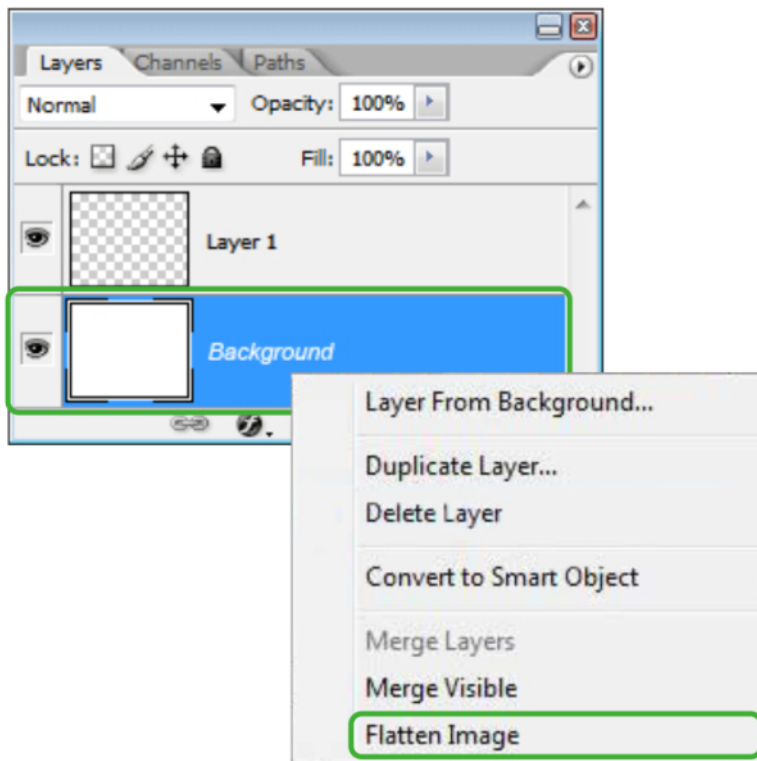 Layers Channels Paths
Normal Opacity: 100%
Lock: Fill: 100%
Layer 1
Background
Layer From Background...
Duplicate Layer...
Delete Layer
Convert to Smart Object
Merge Layers
Merge Visible
Flatten Image